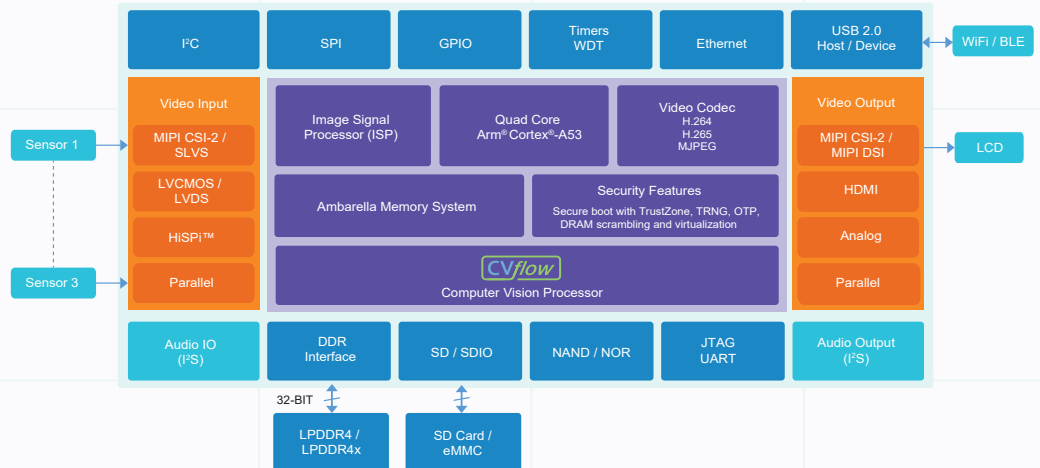 I²C
SPI
GPIO
Timers
WDT
Ethernet
USB 2.0
Host / Device
WiFi / BLE
Video Input
MIPI CSI-2 /
SLVS
LVCMOS /
LVDS
HiSPi™
Parallel
Sensor 1
Sensor 3
Image Signal
Processor (ISP)
Quad Core
Arm® Cortex®-A53
Video Codec
H.264
H.265
MJPEG
Ambarella Memory System
Security Features
Secure boot with TrustZone, TRNG, OTP,
DRAM scrambling and virtualization
CVflow
Computer Vision Processor
Video Output
MIPI CSI-2 /
MIPI DSI
HDMI
Analog
Parallel
LCD
Audio IO
(I²S)
DDR
Interface
SD / SDIO
NAND / NOR
JTAG
UART
Audio Output
(I²S)
32-BIT
LPDDR4 /
LPDDR4x
SD Card /
eMMC